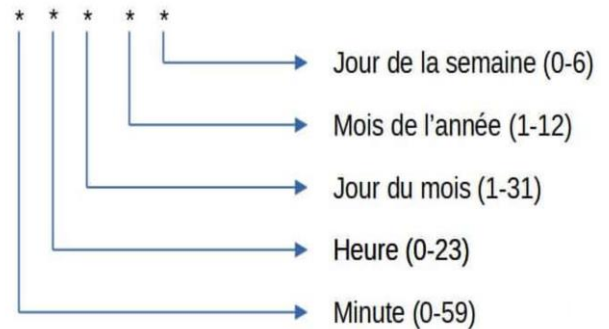 * * * * *
Jour de la semaine (0-6)
Mois de l’année (1-12)
Jour du mois (1-31)
Heure (0-23)
Minute (0-59)